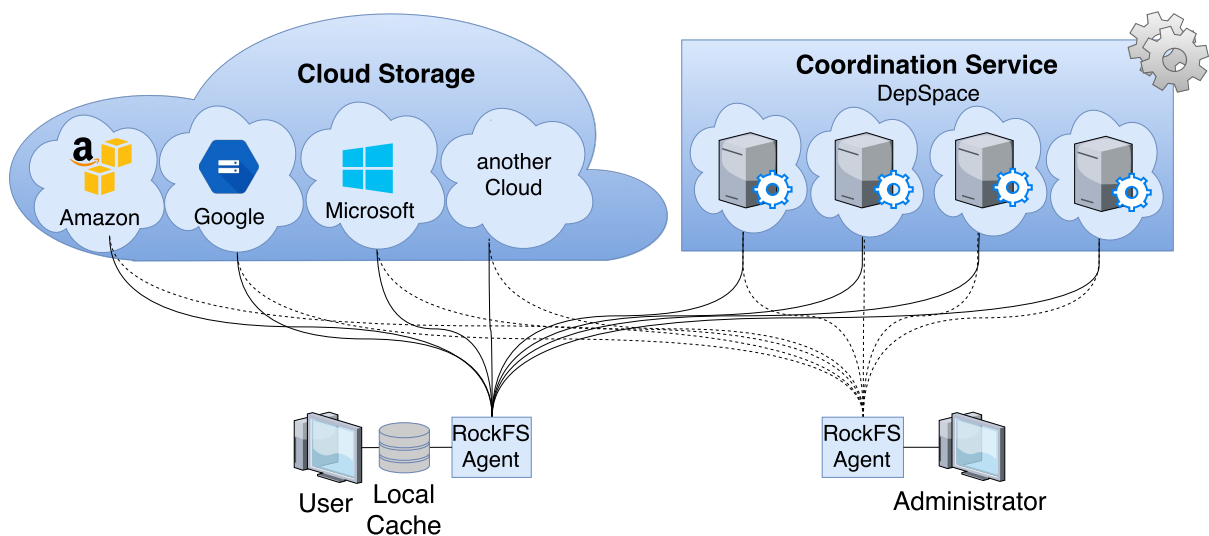 Cloud Storage
Coordination Service
DepSpace
a
Amazon
Google
Microsoft
another
Cloud
RockFS
Agent
User
Local
Cache
RockFS
Agent
Administrator